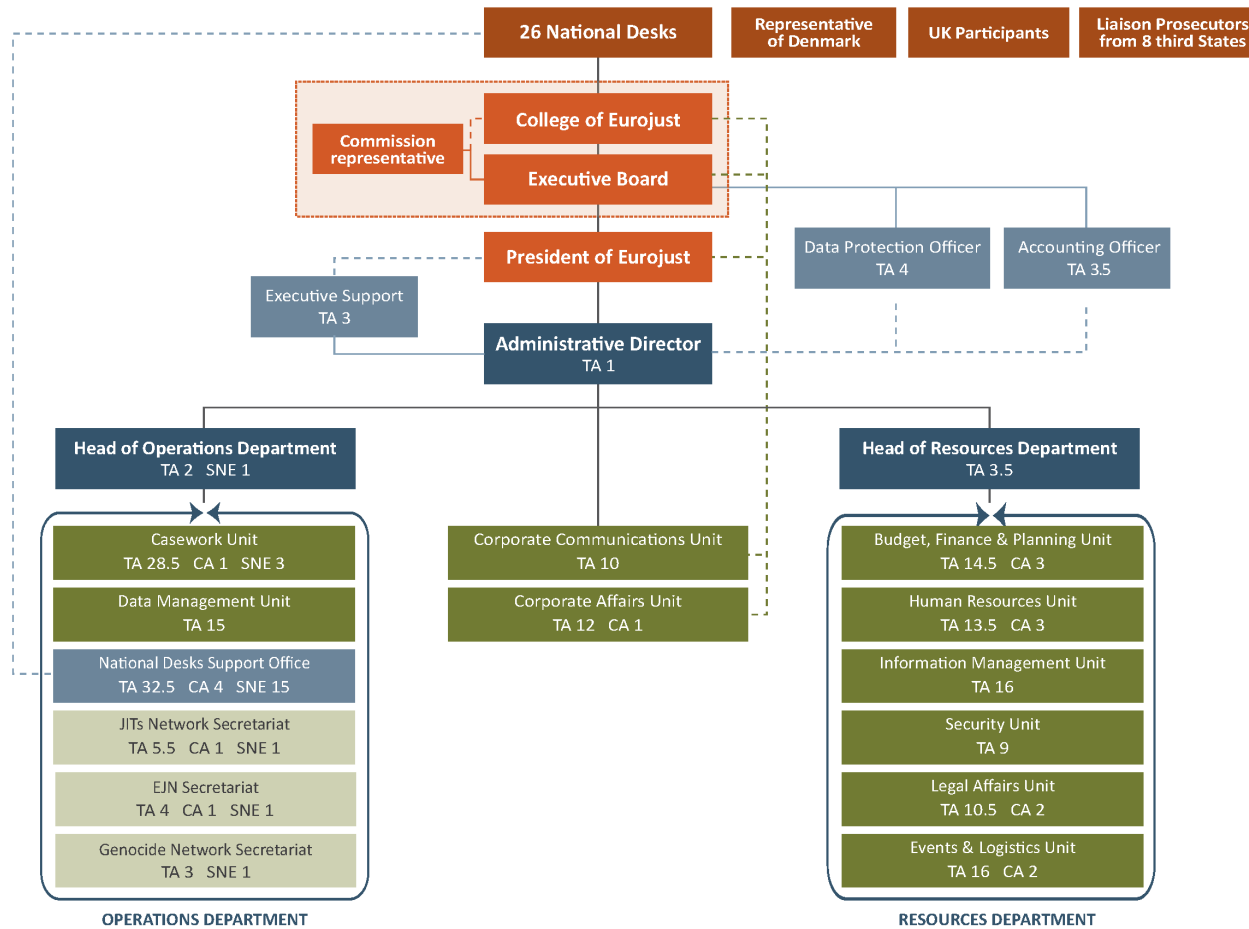 26 National Desks
Representative
of Denmark
UK Participants
Liaison Prosecutors
from 8 third States
College of Eurojust
Commission
representative
Executive Board
President of Eurojust
Data Protection Officer
TA 4
Accounting Officer
TA 3.5
Executive Support
TA 3
Administrative Director
TA 1
Head of Operations Department
TA 2 SNE 1
Head of Resources Department
TA 3.5
Casework Unit
TA 28.5 CA 1 SNE 3
Data Management Unit
TA 15
National Desks Support Office
TA 32.5 CA 4 SNE 15
JITs Network Secretariat
TA 5.5 CA 1 SNE 1
EJN Secretariat
TA 4 CA 1 SNE 1
Genocide Network Secretariat
TA 3 SNE 1
OPERATIONS DEPARTMENT
Corporate Communications Unit
TA 10
Corporate Affairs Unit
TA 12 CA 1
Budget, Finance & Planning Unit
TA 14.5 CA 3
Human Resources Unit
TA 13.5 CA 3
Information Management Unit
TA 16
Security Unit
TA 9
Legal Affairs Unit
TA 10.5 CA 2
Events & Logistics Unit
TA 16 CA 2
RESOURCES DEPARTMENT